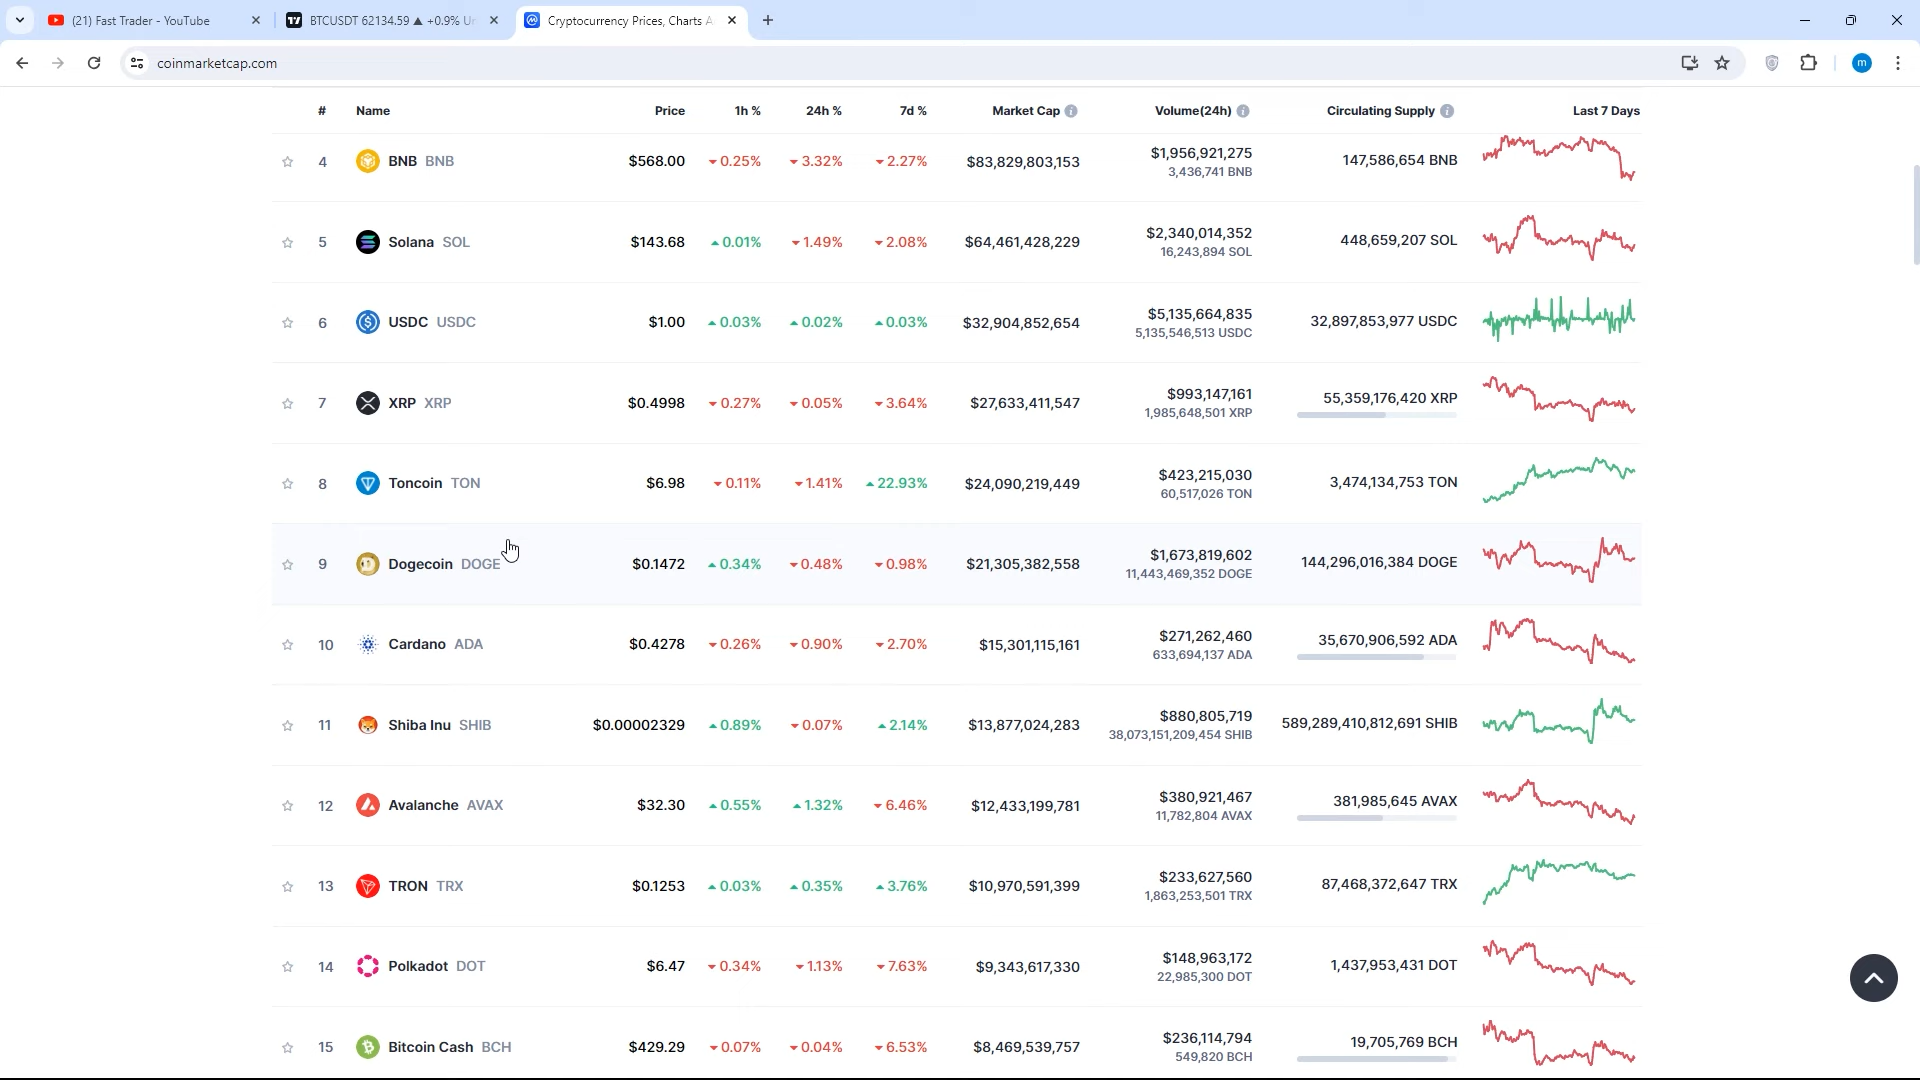 (21) Fast Trader - YouTube
BTCUSDT 62134.59 ▲ +0.9% Un
Cryptocurrency Prices, Charts A
coinmarketcap.com
m
# Name Price 1h % 24h % 7d % Market Cap Volume(24h) Circulating Supply Last 7 Days
4 BNB BNB $568.00 0.25% 3.32% 2.27% $83,829,803,153 $1,956,921,275 147,586,654 BNB
3,436,741 BNB
5 Solana SOL $143.68 0.01% 1.49% 2.08% $64,461,428,229 $2,340,014,352 448,659,207 SOL
16,243,894 SOL
6 USDC USDC $1.00 0.03% 0.02% 0.03% $32,904,852,654 $5,135,664,835 32,897,853,977 USDC
5,135,546,513 USDC
7 XRP XRP $0.4998 0.27% 0.05% 3.64% $27,633,411,547 $993,147,161 55,359,176,420 XRP
1,985,648,501 XRP
8 Toncoin TON $6.98 0.11% 1.41% 22.93% $24,090,219,449 $423,215,030 3,474,134,753 TON
60,517,026 TON
9 Dogecoin DOGE $0.1472 0.34% 0.48% 0.98% $21,305,382,558 $1,673,819,602 144,296,016,384 DOGE
11,443,469,352 DOGE
10 Cardano ADA $0.4278 0.26% 0.90% 2.70% $15,301,115,161 $271,262,460 35,670,906,592 ADA
633,694,137 ADA
11 Shiba Inu SHIB $0.00002329 0.89% 0.07% 2.14% $13,877,024,283 $880,805,719 589,289,410,812,691 SHIB
38,073,151,209,454 SHIB
12 Avalanche AVAX $32.30 0.55% 1.32% 6.46% $12,433,199,781 $380,921,467 381,985,645 AVAX
11,782,804 AVAX
13 TRON TRX $0.1253 0.03% 0.35% 3.76% $10,970,591,399 $233,627,560 87,468,372,647 TRX
1,863,253,501 TRX
14 Polkadot DOT $6.47 0.34% 1.13% 7.63% $9,343,617,330 $148,963,172 1,437,953,431 DOT
22,985,300 DOT
15 Bitcoin Cash BCH $429.29 0.07% 0.04% 6.53% $8,469,539,757 $236,114,794 19,705,769 BCH
549,820 BCH